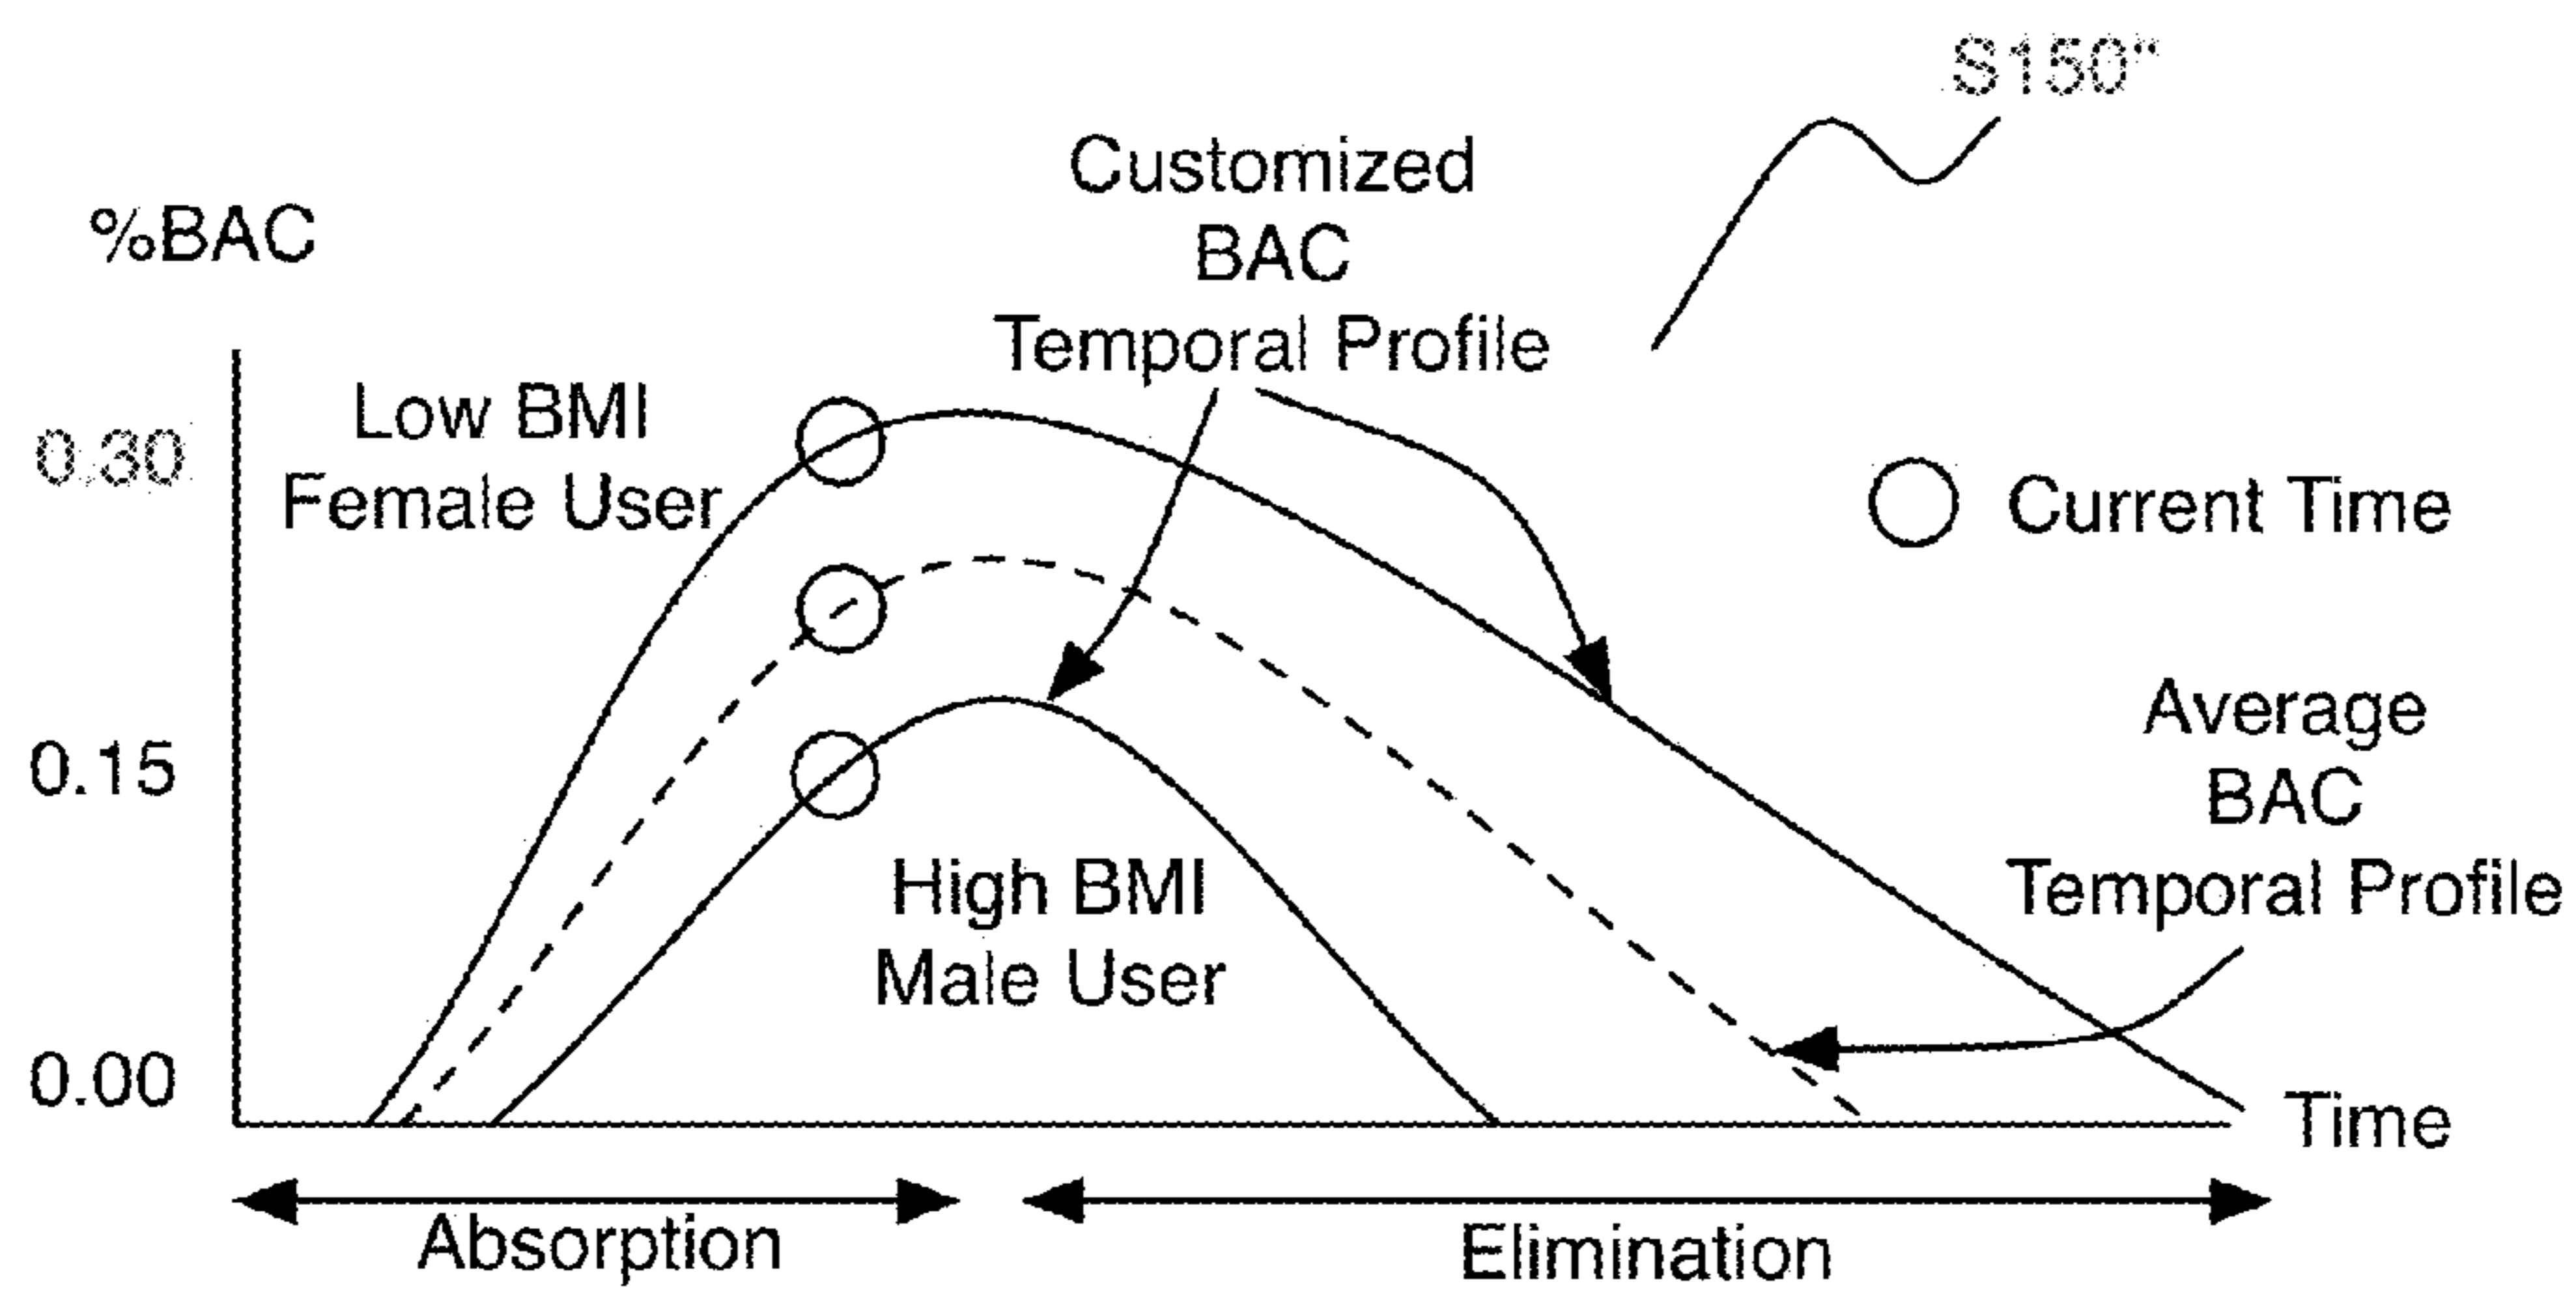 S150"
Customized
BAC
Temporal Profile
%BAC
Low BMI
Female User
0.30
Current Time
Average
BAC
Temporal Profile
0.15
High BMI
Male User
0.00
Time
Absorption
Elimination